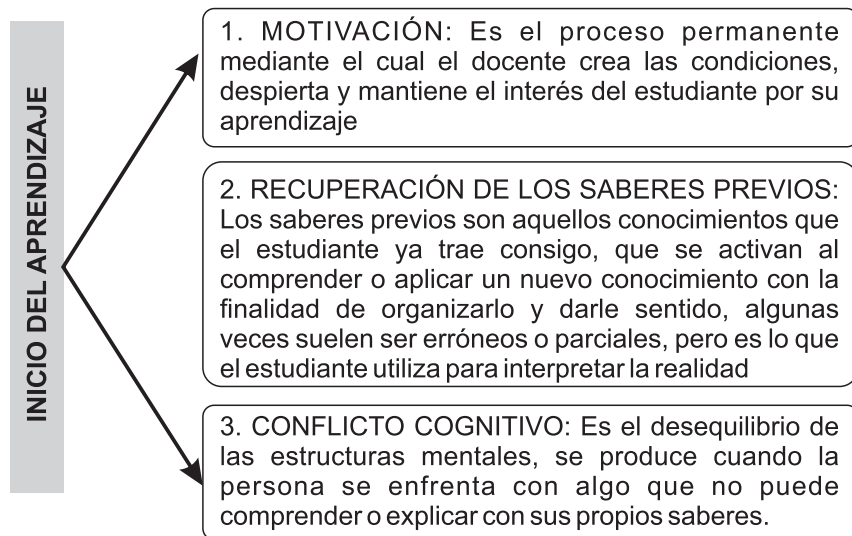 INICIO DEL APRENDIZAJE
1. MOTIVACIÓN: Es el proceso permanente
mediante el cual el docente crea las condiciones,
despierta y mantiene el interés del estudiante por su
aprendizaje
2. RECUPERACIÓN DE LOS SABERES PREVIOS:
Los saberes previos son aquellos conocimientos que
el estudiante ya trae consigo, que se activan al
comprender o aplicar un nuevo conocimiento con la
finalidad de organizarlo y darle sentido, algunas
veces suelen ser erróneos o parciales, pero es lo que
el estudiante utiliza para interpretar la realidad
3. CONFLICTO COGNITIVO: Es el desequilibrio de
las estructuras mentales, se produce cuando la
persona se enfrenta con algo que no puede
comprender o explicar con sus propios saberes.